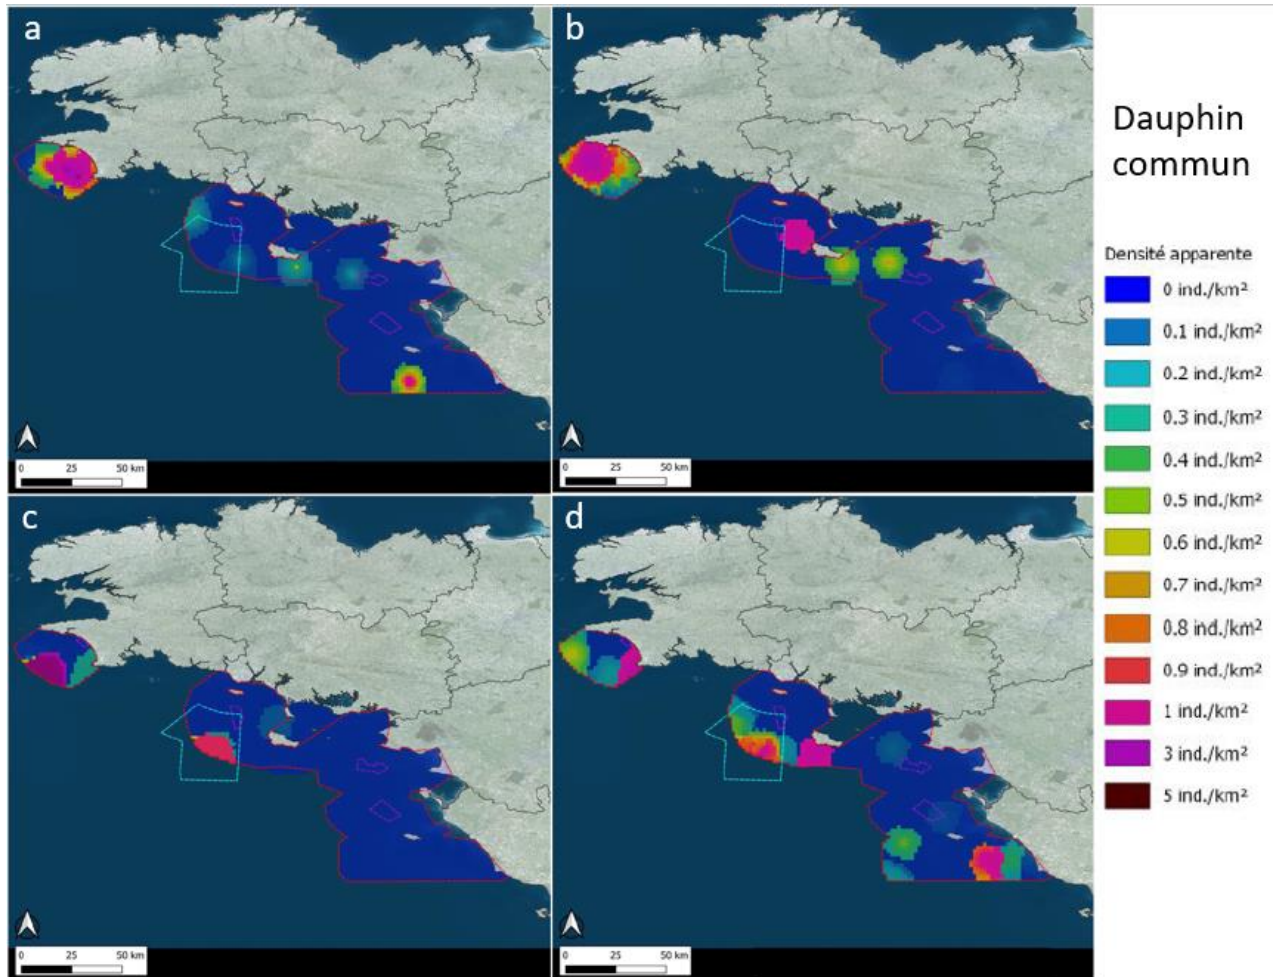 a
b
0 25 50 km
0 25 50 km
c
d
0 25 50 km
0 25 50 km
Dauphin
commun
Densité apparente
0 ind./km²
0.1 ind./km²
0.2 ind./km²
0.3 ind./km²
0.4 ind./km²
0.5 ind./km²
0.6 ind./km²
0.7 ind./km²
0.8 ind./km²
0.9 ind./km²
1 ind./km²
3 ind./km²
5 ind./km²